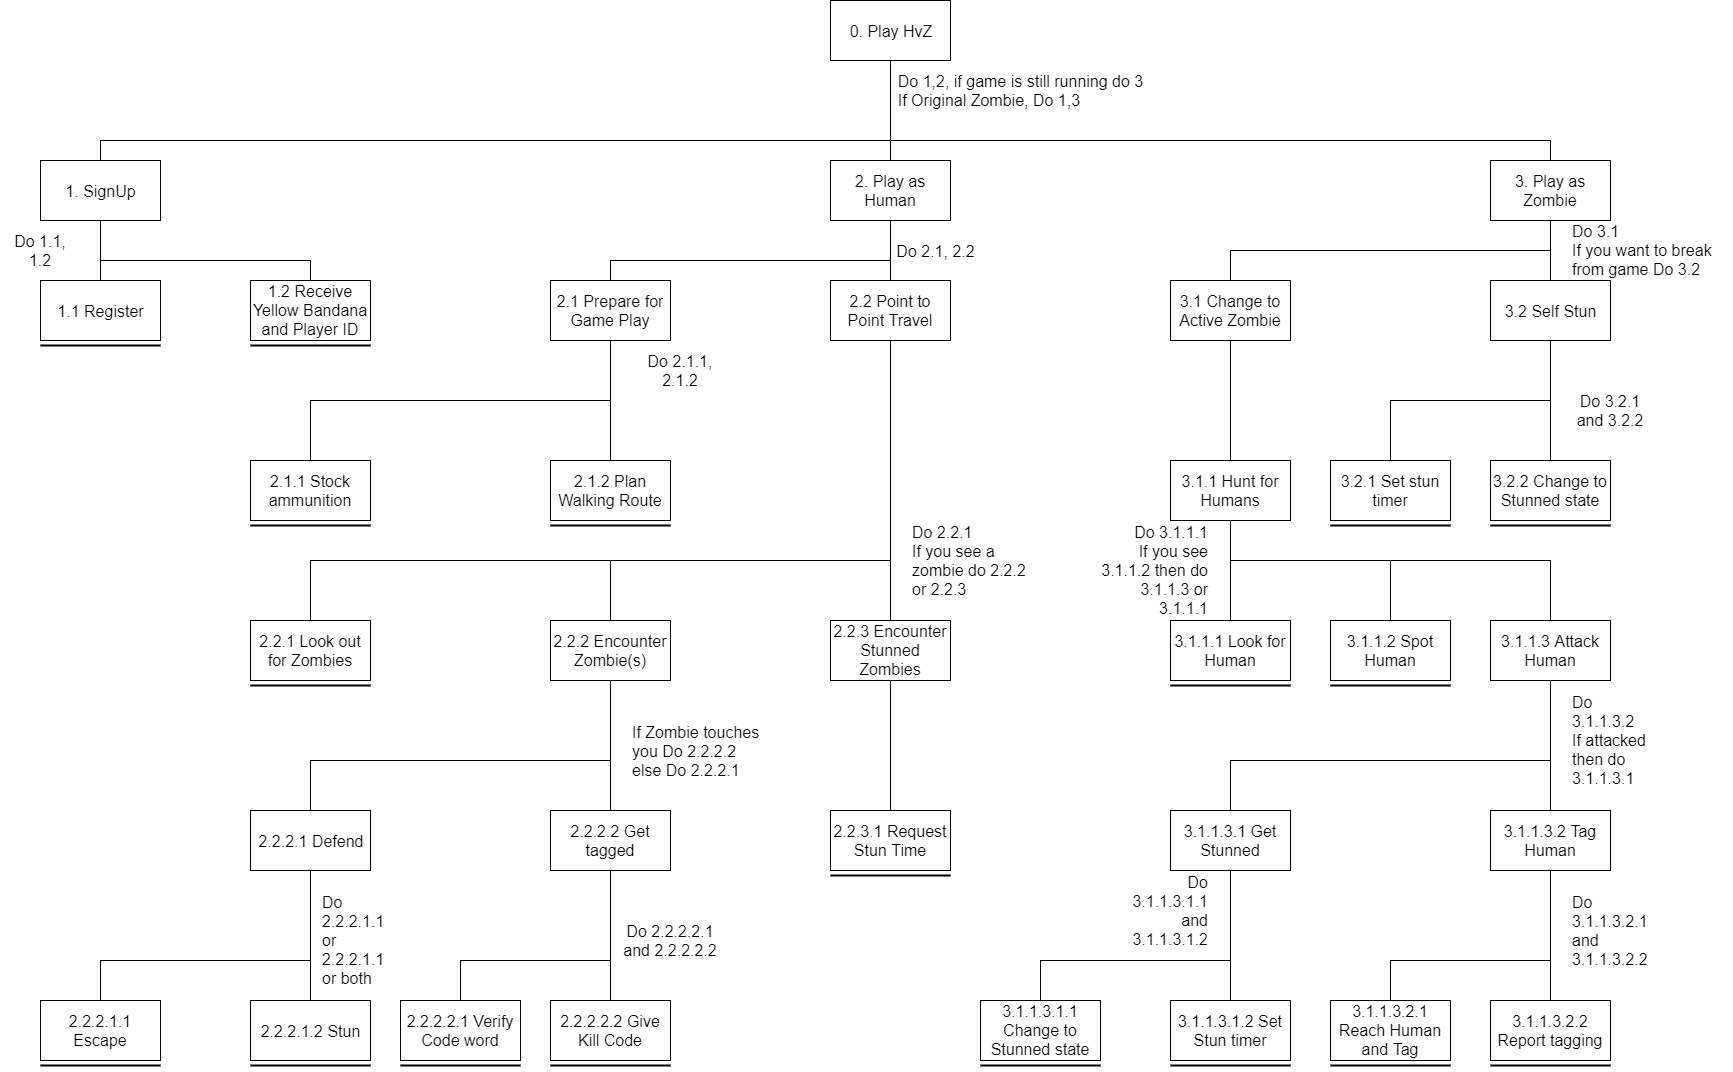 0. Play HvZ
Do 1,2, if game is still running do 3
If Original Zombie, Do 1,3
1. SignUp
2. Play as
Human
3. Play as
Zombie
Do 1.1,
1.2
Do 2.1, 2.2
Do 3.1
If you want to break
from game Do 3.2
1.1 Register
1.2 Receive
Yellow Bandana
and Player ID
2.1 Prepare for
Game Play
2.2 Point to
Point Travel
3.1 Change to
Active Zombie
3.2 Self Stun
Do 2.1.1,
2.1.2
Do 3.2.1
and 3.2.2
2.1.1 Stock
ammunition
2.1.2 Plan
Walking Route
3.1.1 Hunt for
Humans
3.2.1 Set stun
timer
3.2.2 Change to
Stunned state
Do 2.2.1
If you see a
zombie do 2.2.2
or 2.2.3
Do 3.1.1.1
If you see
3.1.1.2 then do
3.1.1.3 or
3.1.1.1
2.2.1 Look out
for Zombies
2.2.2 Encounter
Zombie(s)
2.2.3 Encounter
Stunned
Zombies
3.1.1.1 Look for
Human
3.1.1.2 Spot
Human
3.1.1.3 Attack
Human
If Zombie touches
you Do 2.2.2.2
else Do 2.2.2.1
Do
3.1.1.3.2
If attacked
then do
3.1.1.3.1
2.2.2.1 Defend
2.2.2.2 Get
tagged
2.2.3.1 Request
Stun Time
3.1.1.3.1 Get
Stunned
3.1.1.3.2 Tag
Human
Do
2.2.2.1.1
or
2.2.2.1.1
or both
Do 2.2.2.2.1
and 2.2.2.2.2
Do
3.1.1.3.1.1
and
3.1.1.3.1.2
Do
3.1.1.3.2.1
and
3.1.1.3.2.2
2.2.2.1.1
Escape
2.2.2.1.2 Stun
2.2.2.2.1 Verify
Code word
2.2.2.2.2 Give
Kill Code
3.1.1.3.1.1
Change to
Stunned state
3.1.1.3.1.2 Set
Stun timer
3.1.1.3.2.1
Reach Human
and Tag
3.1.1.3.2.2
Report tagging